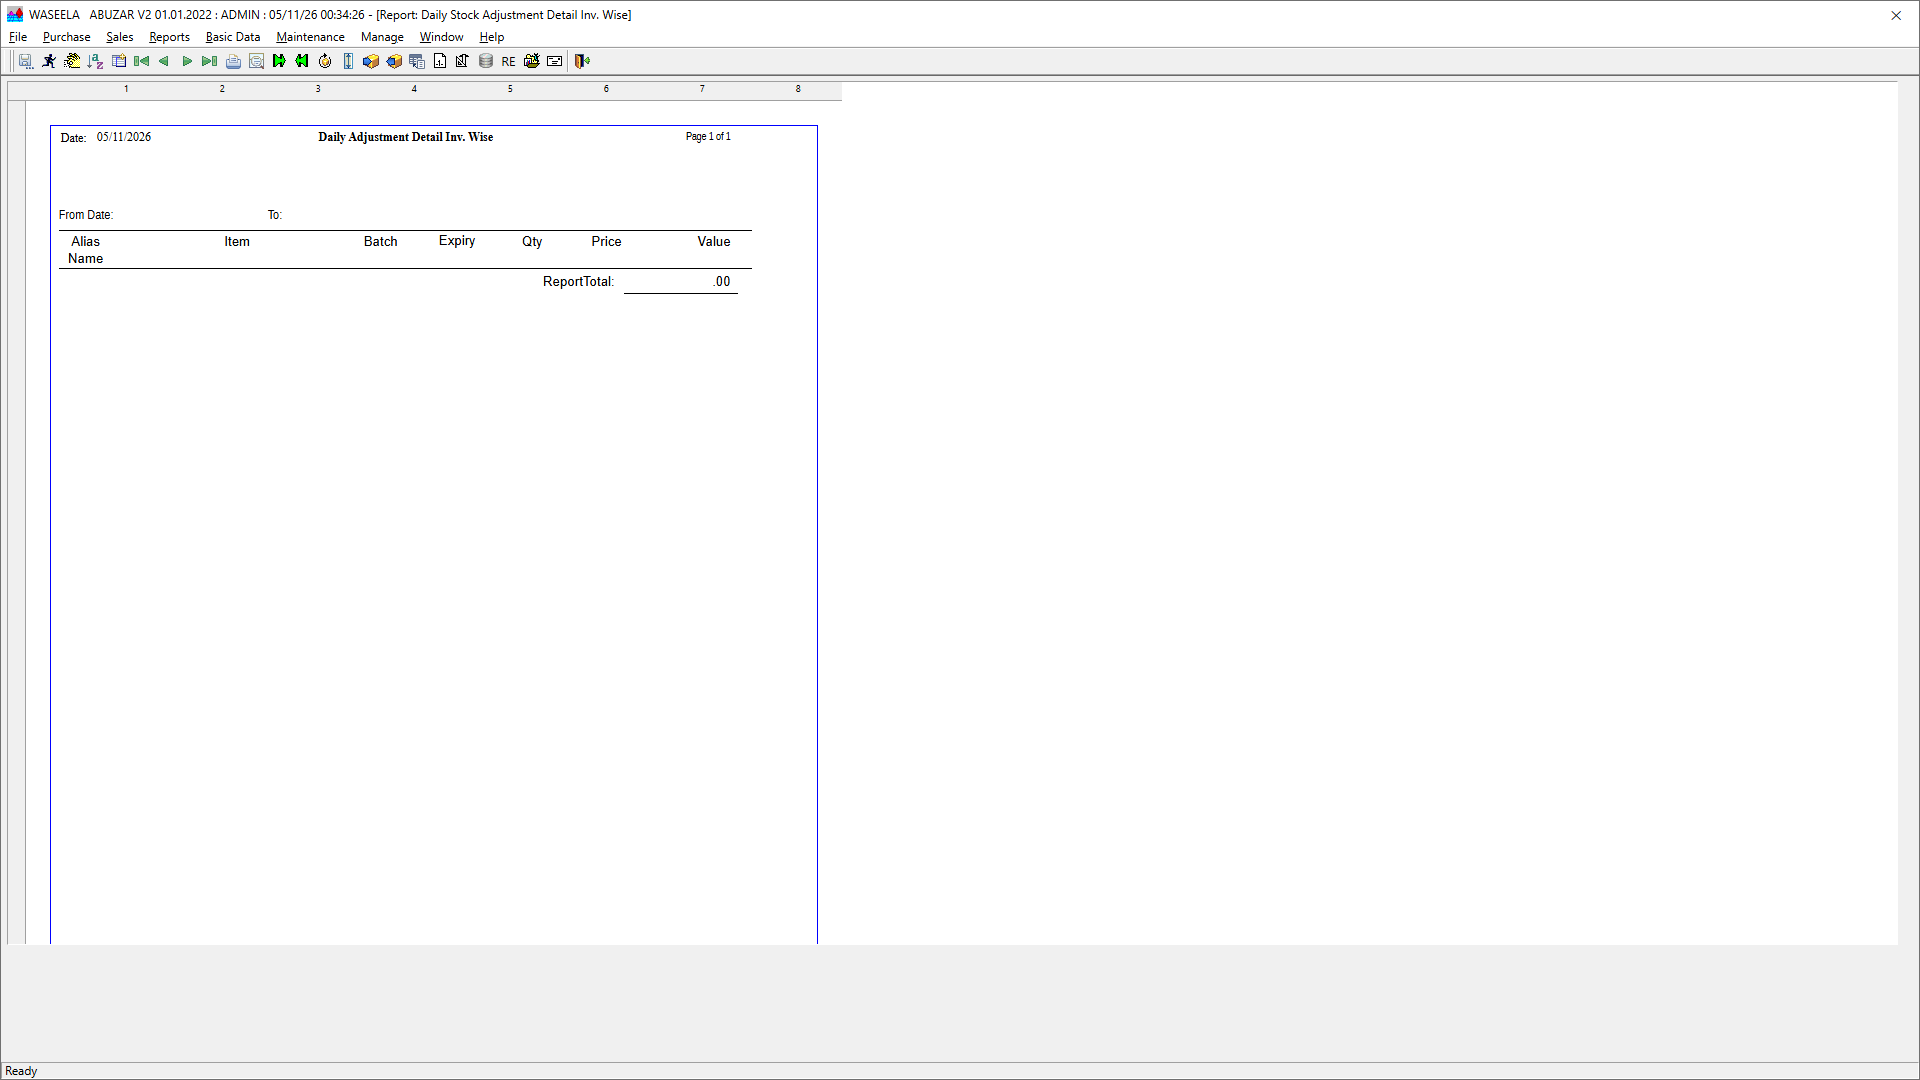 WASEELA   ABUZAR V2 01.01.2022 : ADMIN : 05/11/26 00:34:26 - [Report: Daily Stock Adjustment Detail Inv. Wise]
File Purchase Sales Reports Basic Data Maintenance Manage Window Help
RE
1 2 3 4 5 6 7 8
Date: 05/11/2026 Daily Adjustment Detail Inv. Wise Page 1 of 1
From Date: To:
Alias Item Batch Expiry Qty Price Value
Name
ReportTotal: .00
Ready